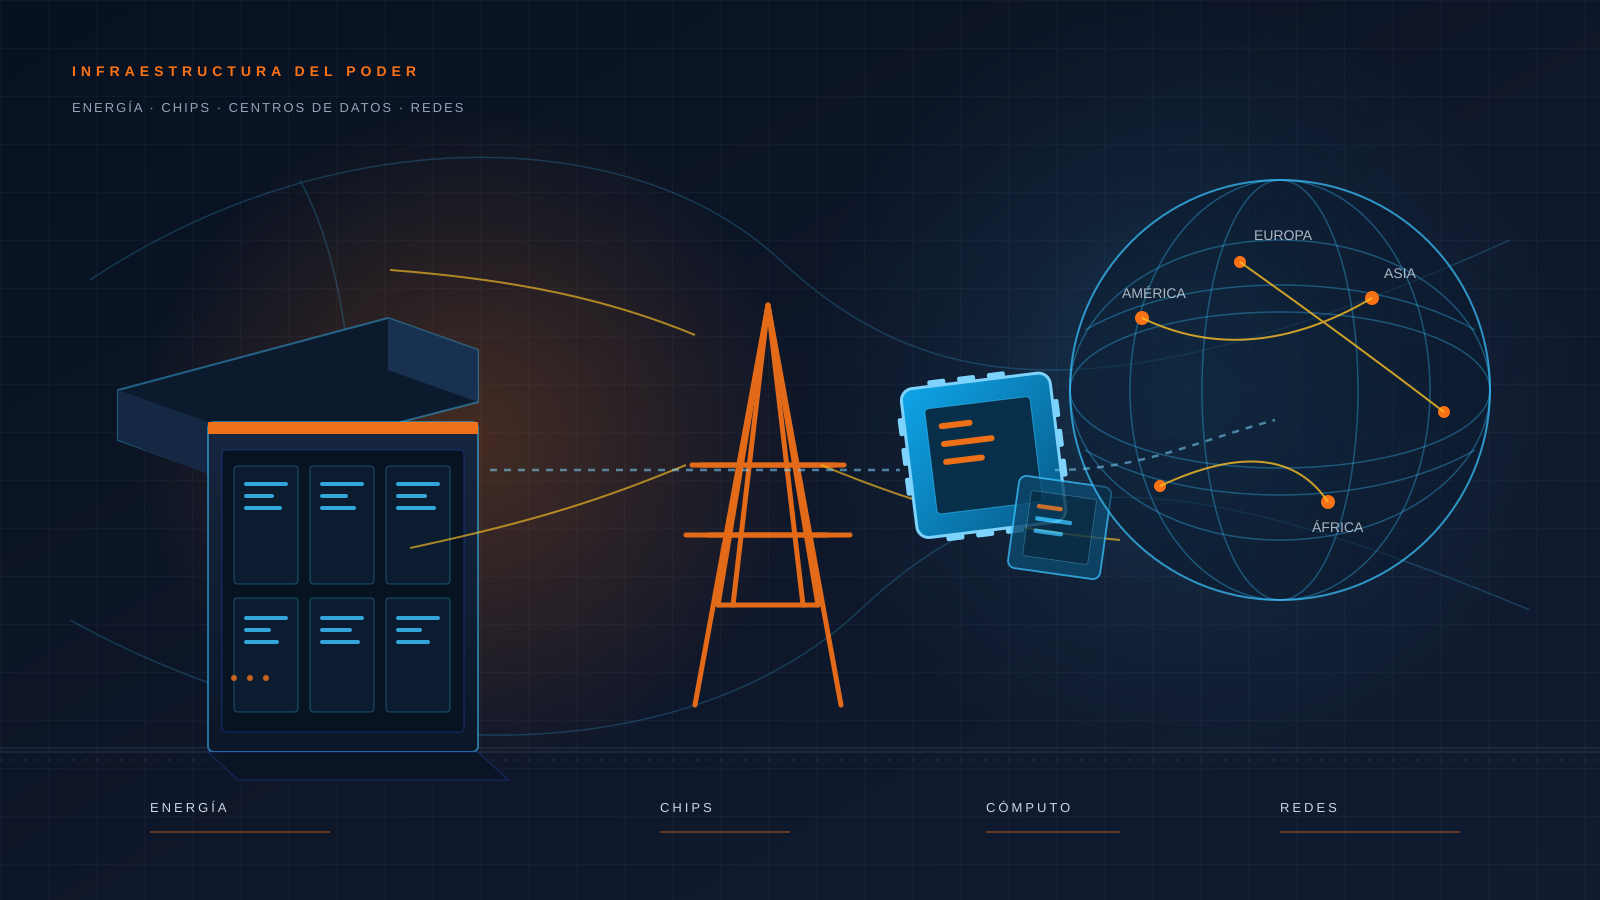 INFRAESTRUCTURA DEL PODER
ENERGÍA · CHIPS · CENTROS DE DATOS · REDES
EUROPA
ASIA
AMÉRICA
ÁFRICA
ENERGÍA
CHIPS
CÓMPUTO
REDES